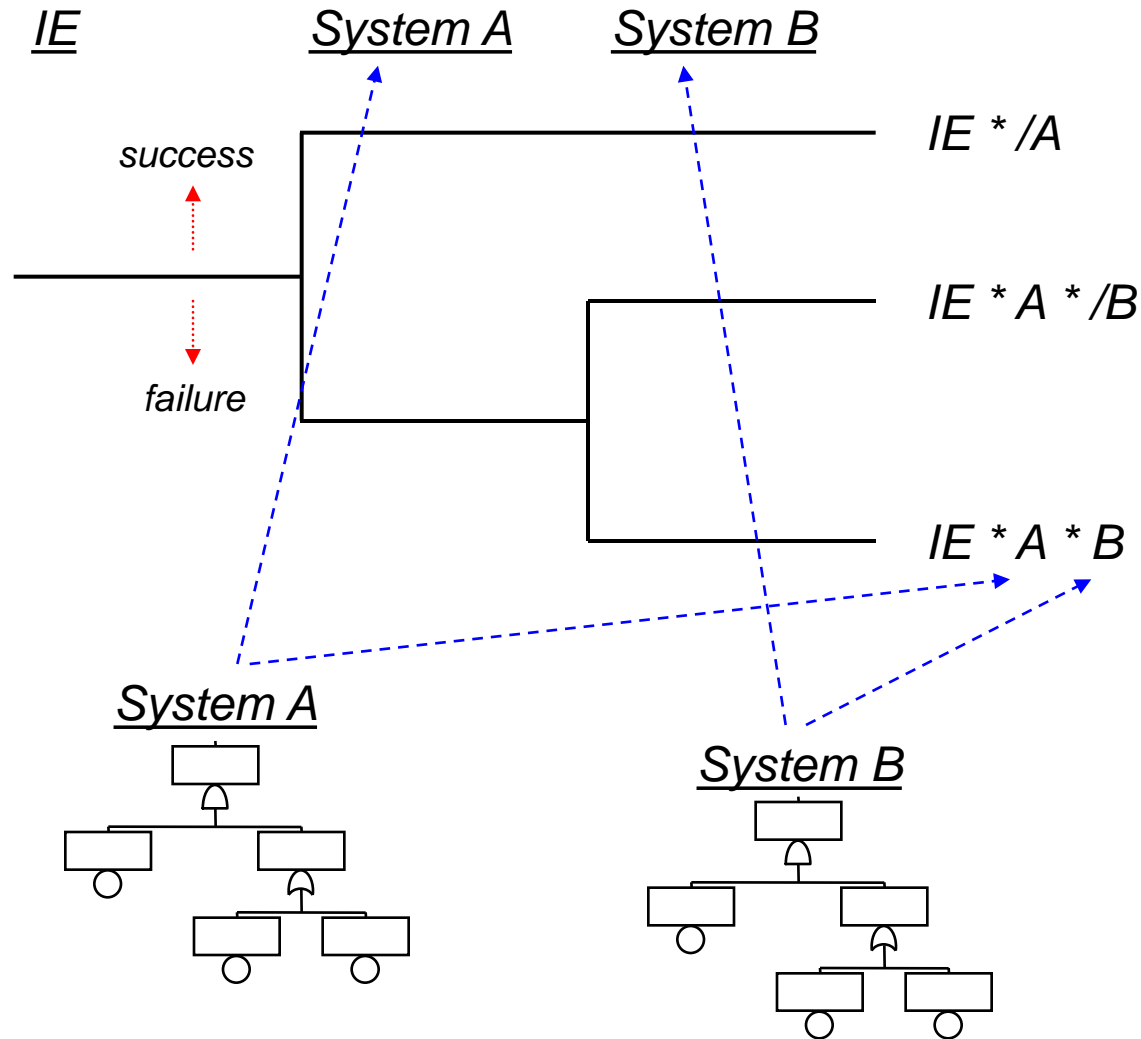 IE
System A
System B
success
failure
IE * /A
IE * A * /B
IE * A * B
System A
System B